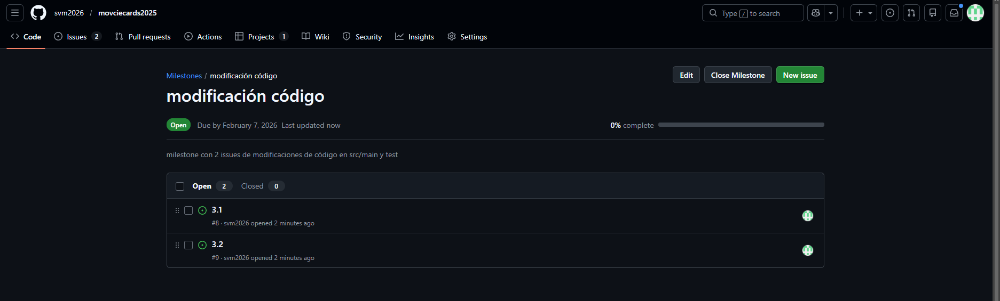 svm2026 / movciecards2025
Type / to search
Code Issues 2 Pull requests Actions Projects 1 Wiki Security Insights Settings
Milestones / modificación código
Edit Close Milestone New issue
modificación código
Open Due by February 7, 2026 Last updated now 0% complete
milestone con 2 issues de modificaciones de código en src/main y test
Open 2 Closed 0
3.1
#8 · svm2026 opened 2 minutes ago
3.2
#9 · svm2026 opened 2 minutes ago